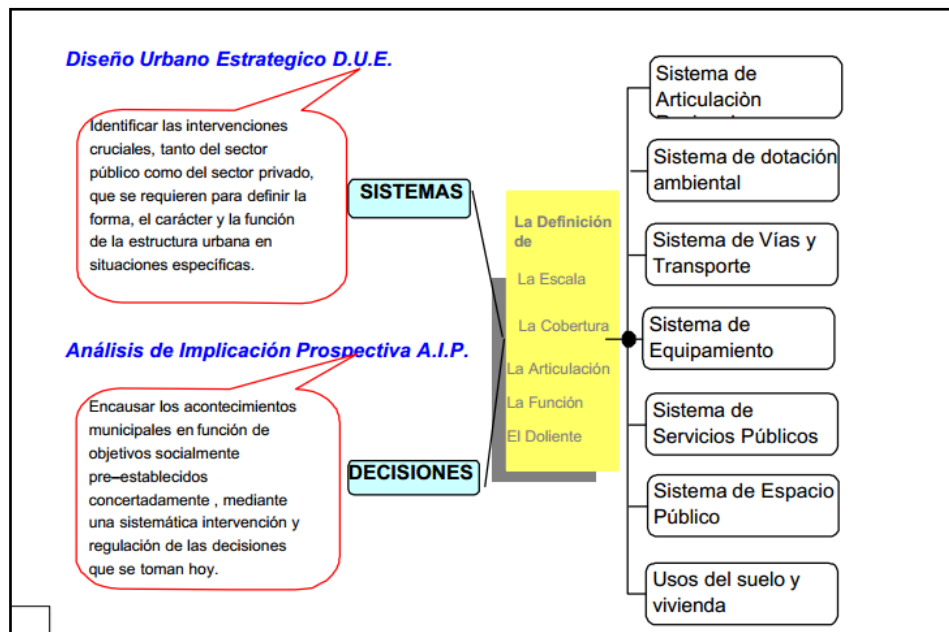 Diseño Urbano Estrategico D.U.E.
Identificar las intervenciones
cruciales, tanto del sector
público como del sector privado,
que se requieren para definir la
forma, el carácter y la función
de la estructura urbana en
situaciones específicas.
SISTEMAS
Análisis de Implicación Prospectiva A.I.P.
Encausar los acontecimientos
municipales en función de
objetivos socialmente
pre–establecidos
concertadamente , mediante
una sistemática intervención y
regulación de las decisiones
que se toman hoy.
DECISIONES
La Definición
de
La Escala
La Cobertura
La Articulación
La Función
El Doliente
Sistema de
Articulaciòn
Sistema de dotación
ambiental
Sistema de Vías y
Transporte
Sistema de
Equipamiento
Sistema de
Servicios Públicos
Sistema de Espacio
Público
Usos del suelo y
vivienda